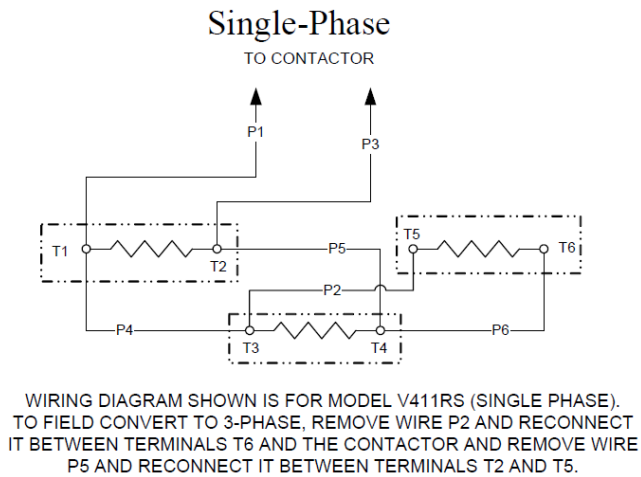 Single-Phase
TO CONTACTOR
P1
P3
T1
T2
P5
T5
T6
P2
P4
T3
T4
P6
WIRING DIAGRAM SHOWN IS FOR MODEL V411RS (SINGLE PHASE).
TO FIELD CONVERT TO 3-PHASE, REMOVE WIRE P2 AND RECONNECT
IT BETWEEN TERMINALS T6 AND THE CONTACTOR AND REMOVE WIRE
P5 AND RECONNECT IT BETWEEN TERMINALS T2 AND T5.